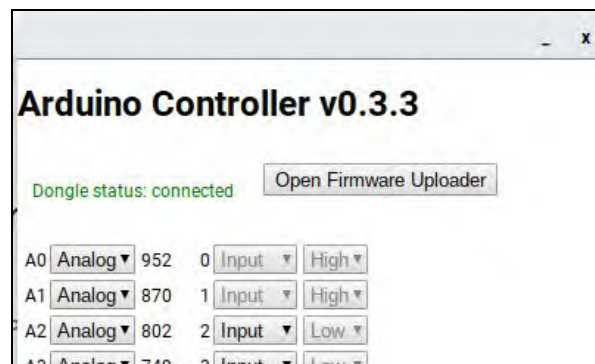 _ x
Arduino Controller v0.3.3
Dongle status: connected Open Firmware Uploader
A0 Analog 952 0 Input High
A1 Analog 870 1 Input High
A2 Analog 802 2 Input Low